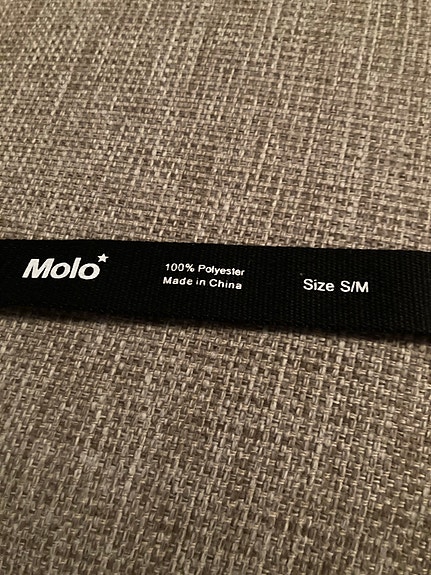 Molo
100% Polyester
Made in China
Size S/M